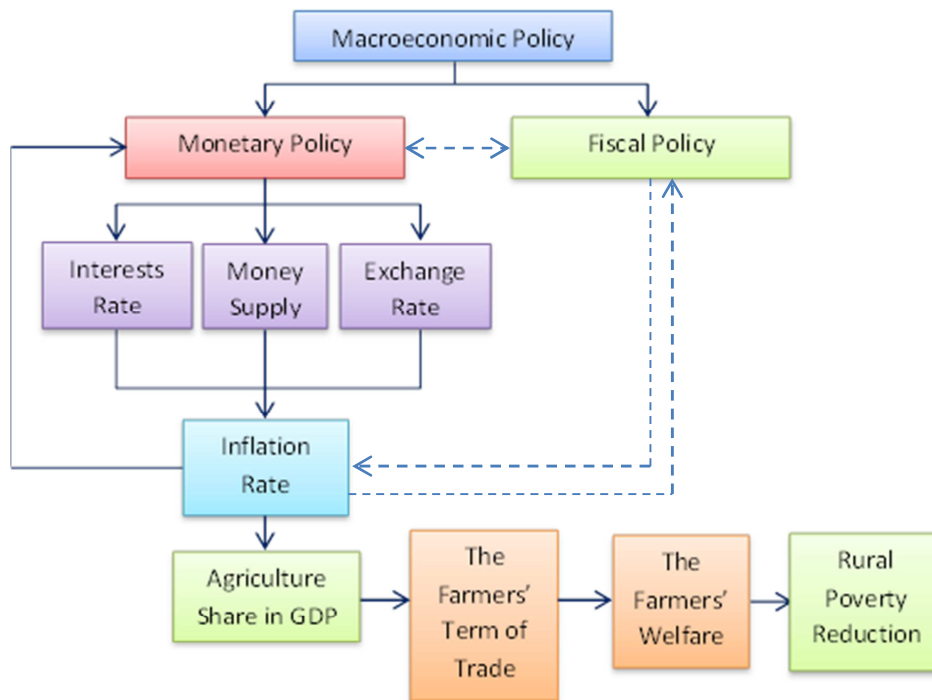 Macroeconomic Policy
Monetary Policy
Fiscal Policy
Interests
Rate
Money
Supply
Exchange
Rate
Inflation
Rate
Agriculture
Share in GDP
The
Farmers’
Term of
Trade
The
Farmers’
Welfare
Rural
Poverty
Reduction